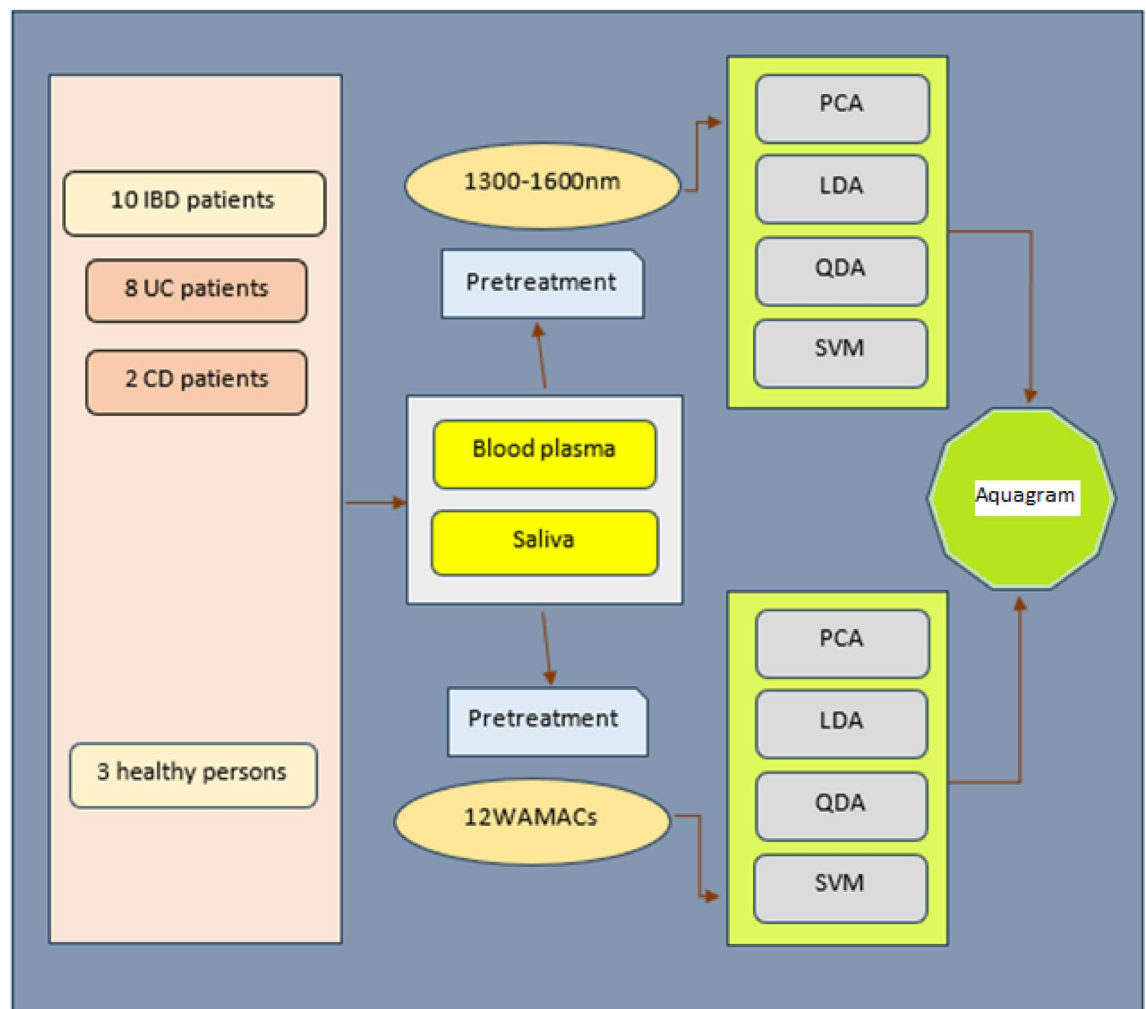 10 IBD patients
8 UC patients
2 CD patients
3 healthy persons
1300-1600nm
Pretreatment
Blood plasma
Saliva
Pretreatment
12WAMACs
PCA
LDA
QDA
SVM
PCA
LDA
QDA
SVM
Aquagram